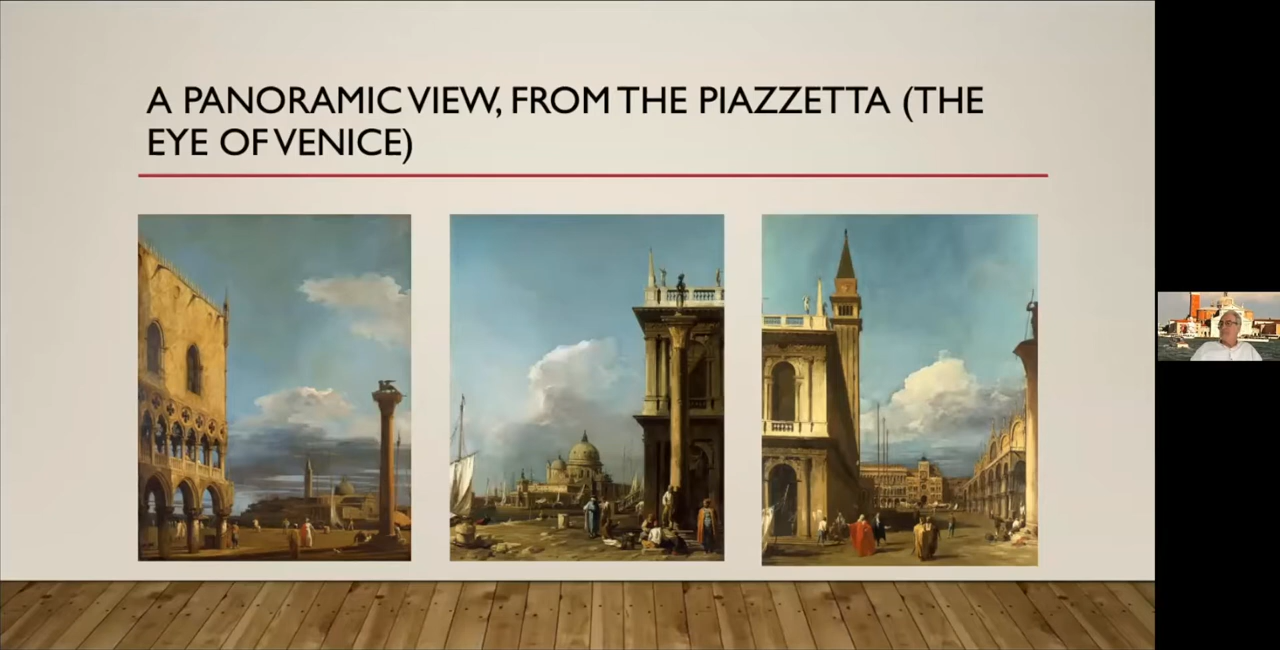 A PANORAMIC VIEW, FROM THE PIAZZETTA (THE
EYE OF VENICE)